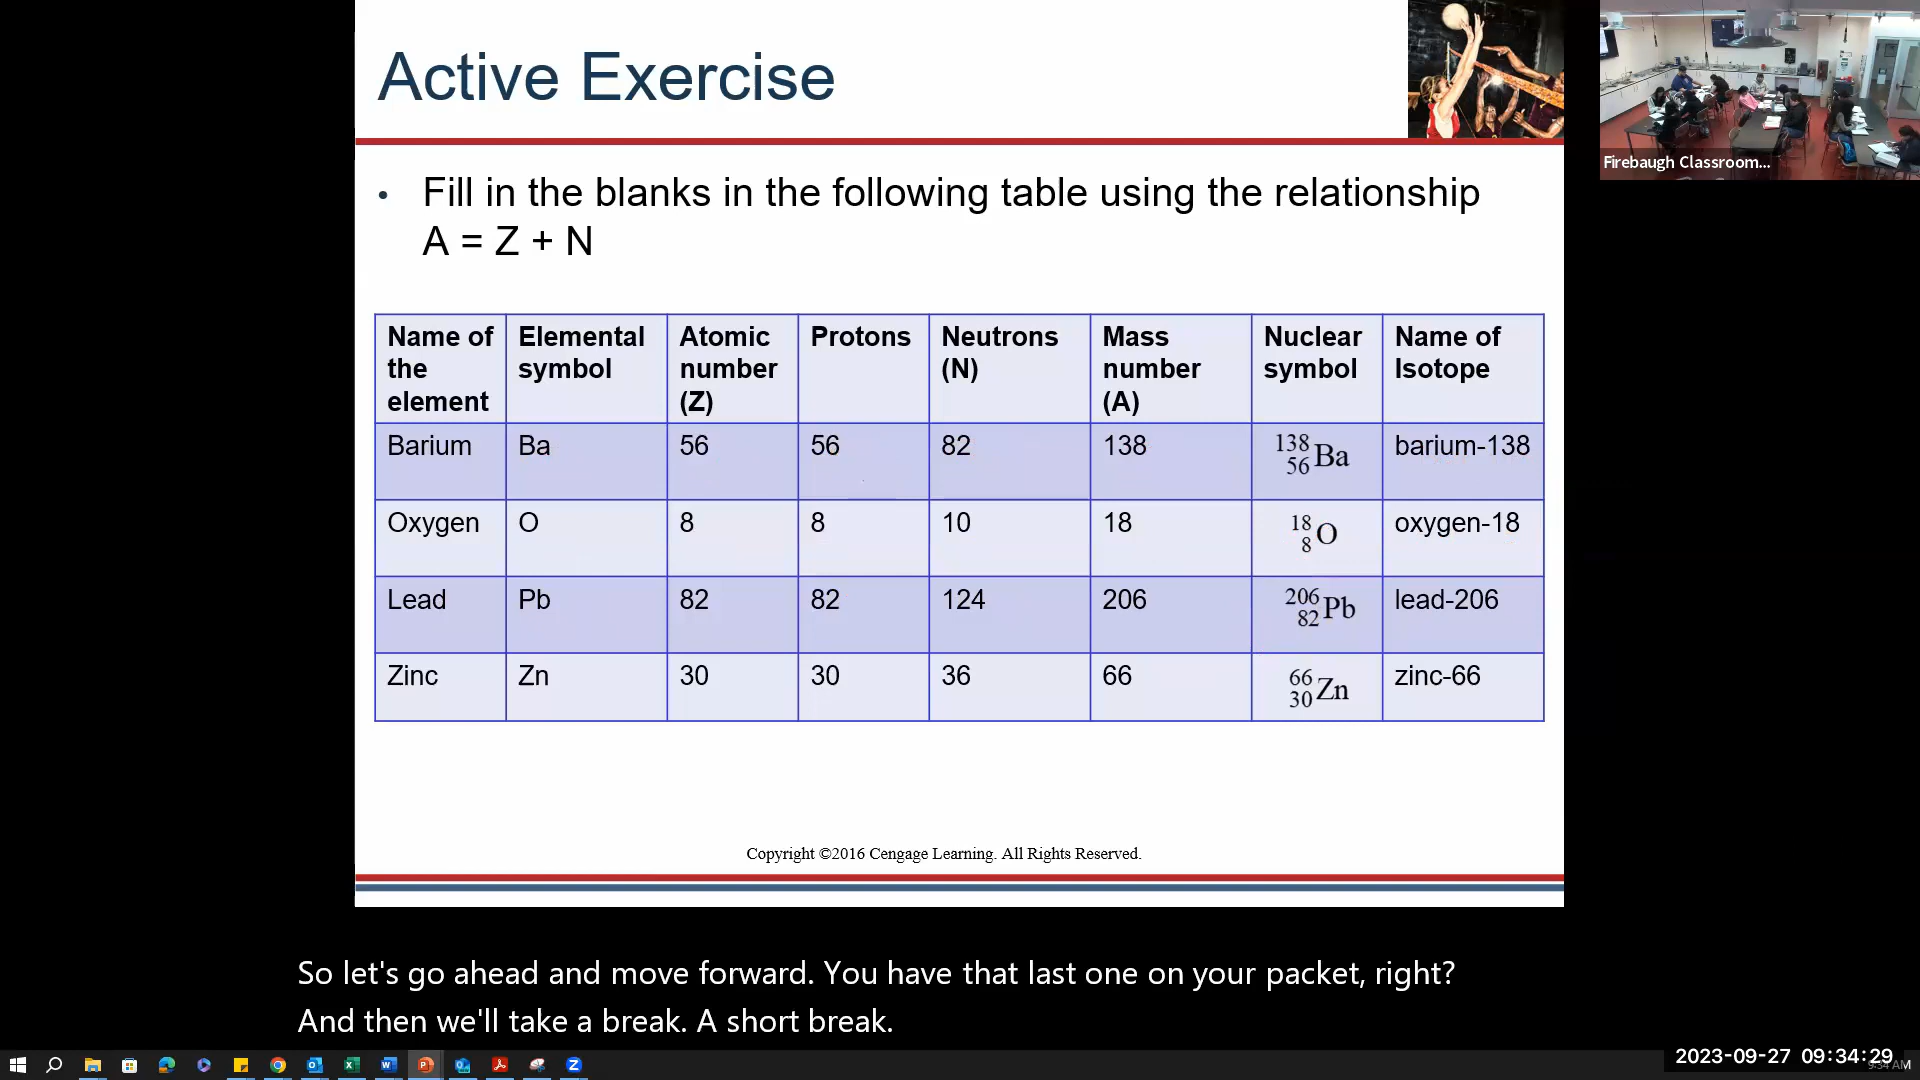 Active Exercise
Firebaugh Classroom...
• Fill in the blanks in the following table using the relationship
A = Z + N
Name of the element Elemental symbol Atomic number (Z) Protons Neutrons (N) Mass number (A) Nuclear symbol Name of Isotope
Barium Ba 56 56 82 138 138 56 Ba barium-138
Oxygen O 8 8 10 18 18 8 O oxygen-18
Lead Pb 82 82 124 206 206 82 Pb lead-206
Zinc Zn 30 30 36 66 66 30 Zn zinc-66
Copyright ©2016 Cengage Learning. All Rights Reserved.
So let's go ahead and move forward. You have that last one on your packet, right?
And then we'll take a break. A short break.
2023-09-27 09:34:29
9:34 AM